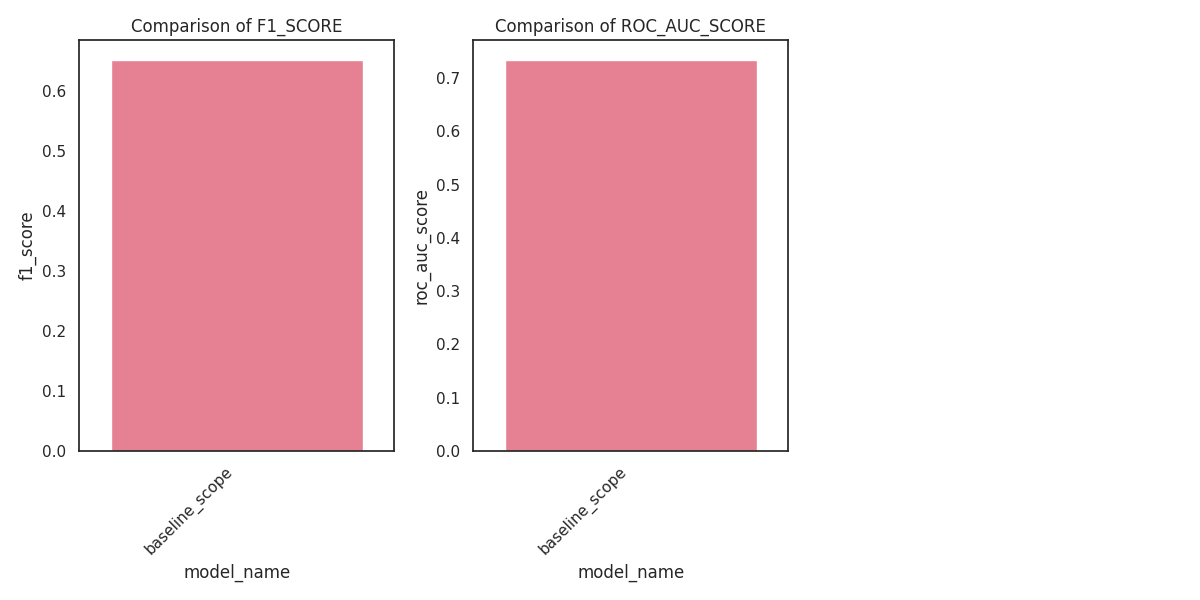 Comparison of F1_SCORE
f1_score
0.6
0.5
0.4
0.3
0.2
0.1
0.0
baseline_scope
model_name
Comparison of ROC_AUC_SCORE
roc_auc_score
0.7
0.6
0.5
0.4
0.3
0.2
0.1
0.0
baseline_scope
model_name